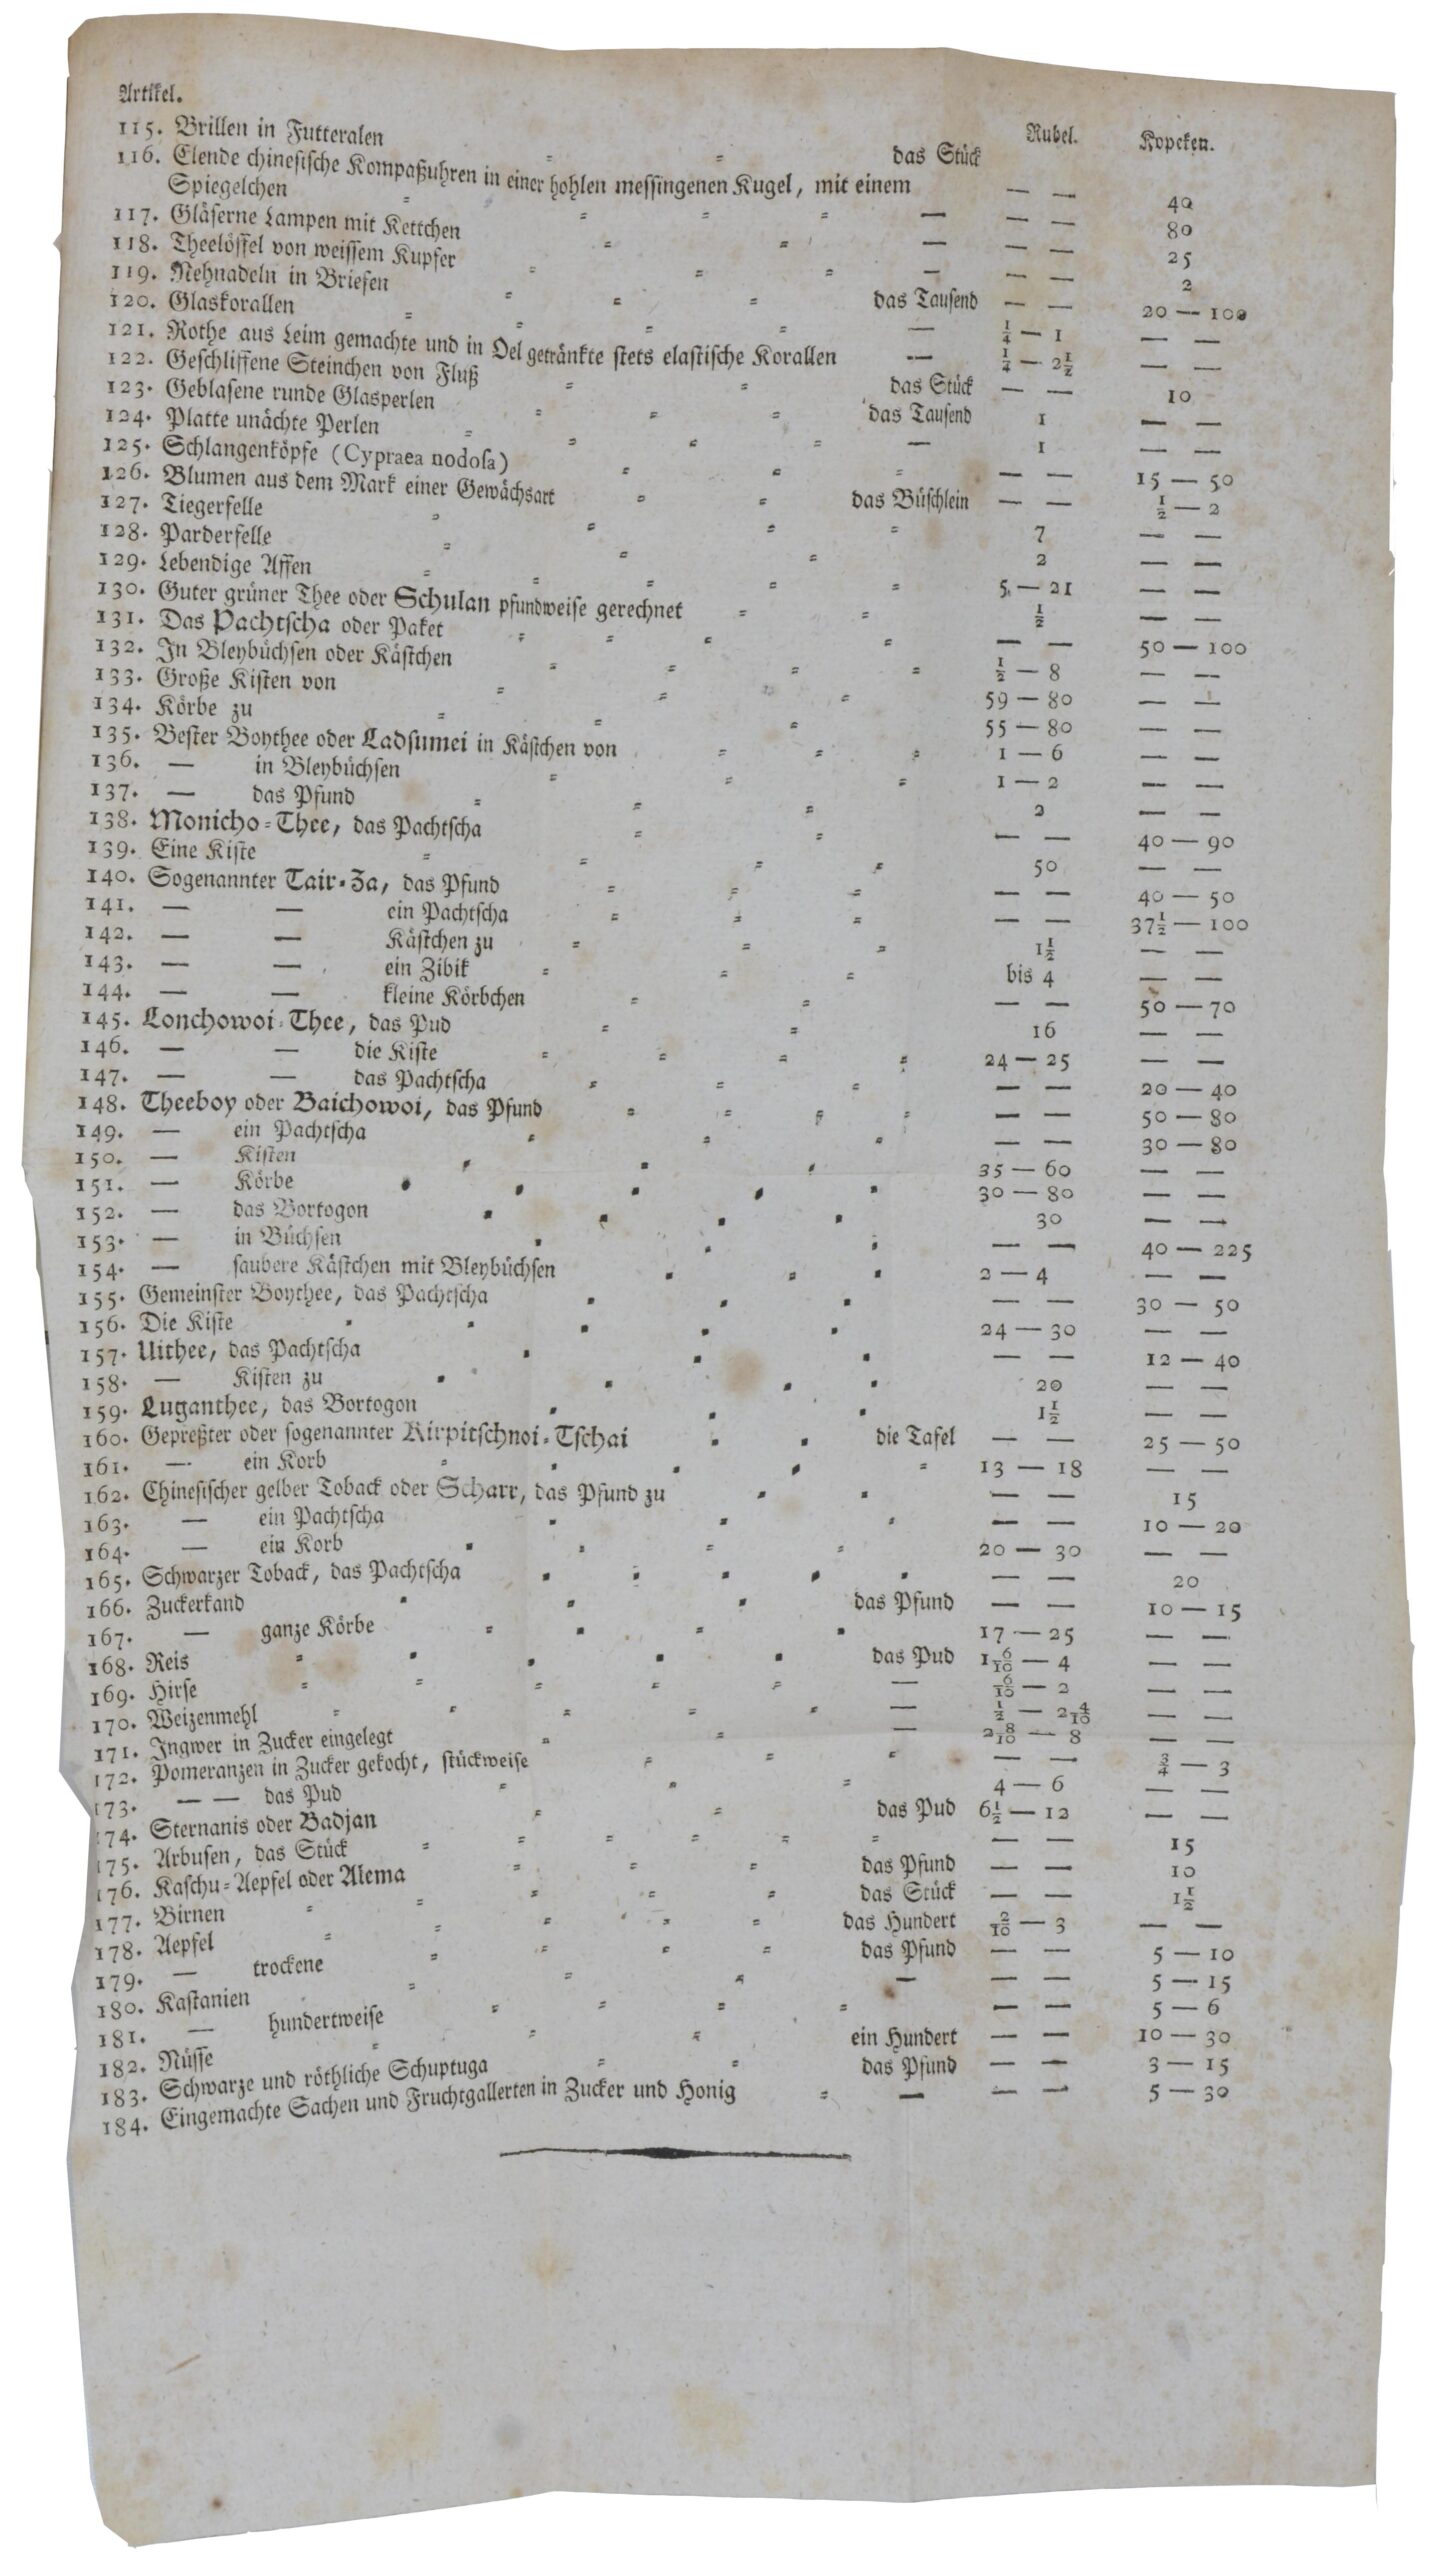 Artikel. Rubel. Kopeken.
115. Brillen in Futteralen = = das Stück — — 40
116. Elende chinesische Kompaßuhren in einer hohlen messingenen Kugel, mit einem
Spiegelchen = = = = — — — 80
117. Gläserne Lampen mit Kettchen = = — — — 25
118. Theelöffel von weissem Kupfer = = = — — — 2
119. Nehnadeln in Briefen = = = das Tausend — — 20 — 100
120. Glaskorallen = = = = — ¼ — 1 — —
121. Rothe aus Leim gemachte und in Oel getränkte stets elastische Korallen — ¼ — 2½ — —
122. Geschliffene Steinchen von Fluß = = das Stück — — 10
123. Geblasene runde Glasperlen = = = das Tausend 1 — —
124. Platte unächte Perlen = = = = — 1 — —
125. Schlangenköpfe (Cypraea nodosa) = = = — — 15 — 50
126. Blumen aus dem Mark einer Gewächsart = = das Büschlein — — ½ — 2
127. Tiegerfelle = = = = 7 — —
128. Parderfelle = = = 2 — —
129. Lebendige Affen = = = = = 5 — 21 — —
130. Guter grüner Thee oder Schulan pfundweise gerechnet = = ½ — —
131. Das Pachtscha oder Paket = = = = — — 50 — 100
132. In Bleybüchsen oder Kästchen = = = = ½ — 8 — —
133. Große Kisten von = = = 59 — 80 — —
134. Körbe zu = = = 55 — 80 — —
135. Bester Boythee oder Ladsumei in Kästchen von = = = 1 — 6 — —
136. — in Bleybüchsen = = = 1 — 2 — —
137. — das Pfund = = = 2 — —
138. Monicho=Thee, das Pachtscha = = — — 40 — 90
139. Eine Kiste = = = = 50 — —
140. Sogenannter Tair=Za, das Pfund = = = — — 40 — 50
141. — — ein Pachtscha = = = — — 37½ — 100
142. — — Kästchen zu = = = 1½ — —
143. — — ein Zibik = = = bis 4 — —
144. — — kleine Körbchen = = — — 50 — 70
145. Lonchowoi=Thee, das Pud = = 16 — —
146. — — die Kiste = = = = 24 — 25 — —
147. — — das Pachtscha = = = — — 20 — 40
148. Theeboy oder Baichowoi, das Pfund = = = = — — 50 — 80
149. — ein Pachtscha = = = — — 30 — 80
150. — Kisten = = = 35 — 60 — —
151. — Körbe = = = = = 30 — 80 — —
152. — das Bortogon = = = = 30 — —
153. — in Büchsen = = = — — 40 — 225
154. — saubere Kästchen mit Bleybüchsen = = = 2 — 4 — —
155. Gemeinster Boythee, das Pachtscha = = = — — 30 — 50
156. Die Kiste = = = = = 24 — 30 — —
157. Uithee, das Pachtscha = = = — — 12 — 40
158. — Kisten zu = = = = 20 — —
159. Luganthee, das Bortogon = = = 1½ — —
160. Gepreßter oder sogenannter Kirpitschnoi=Tschai = = die Tafel — — 25 — 50
161. — ein Korb = = = = = 13 — 18 — —
162. Chinesischer gelber Toback oder Scharr, das Pfund zu = = — — 15
163. — ein Pachtscha = = = — — 10 — 20
164. — ein Korb = = = = 20 — 30 — —
165. Schwarzer Toback, das Pachtscha = = = = = — — 20
166. Zuckerkand = = = das Pfund — — 10 — 15
167. — ganze Körbe = = = = 17 — 25 — —
168. Reis = = = = = das Pud 1 6/10 — 4 — —
169. Hirse = = = = = — 6/10 — 2 — —
170. Weizenmehl = = = = = — ½ — 2 4/10 — —
171. Ingwer in Zucker eingelegt = = — 2 8/10 — 8 — —
172. Pomeranzen in Zucker gekocht, stückweise = = = — — ¾ — 3
173. — — das Pud = = = 4 — 6 — —
174. Sternanis oder Badjan = = das Pud 6½ — 12 — —
175. Arbusen, das Stück = = = = = = — — 15
176. Kaschu=Aepfel oder Alema = = = das Pfund — — 10
177. Birnen = = = = = das Stück — — 1½
178. Aepfel = = = = = das Hundert 2/10 — 3 — —
179. — trockene = = = = das Pfund — — 5 — 10
180. Kastanien = = = — — — 5 — 15
181. — hundertweise = = = = — — 5 — 6
182. Nüsse = = = ein Hundert — — 10 — 30
183. Schwarze und röthliche Schuptuga = = das Pfund — — 3 — 15
184. Eingemachte Sachen und Fruchtgallerten in Zucker und Honig = — — — 5 — 30